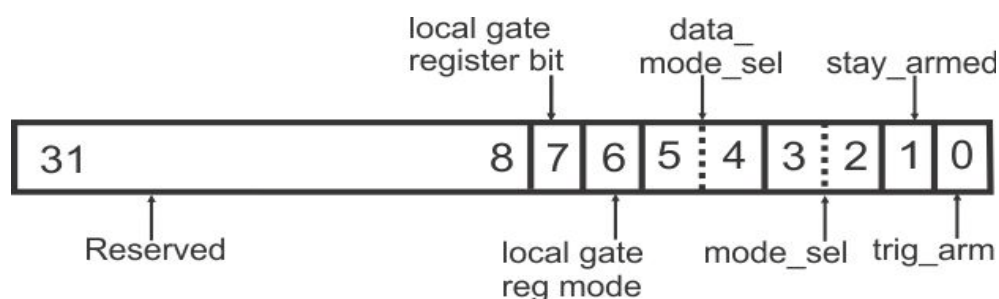 local gate
register bit
data_
mode_sel
stay_armed
31 8 7 6 5 4 3 2 1 0
Reserved
local gate
reg mode
mode_sel
trig_arm